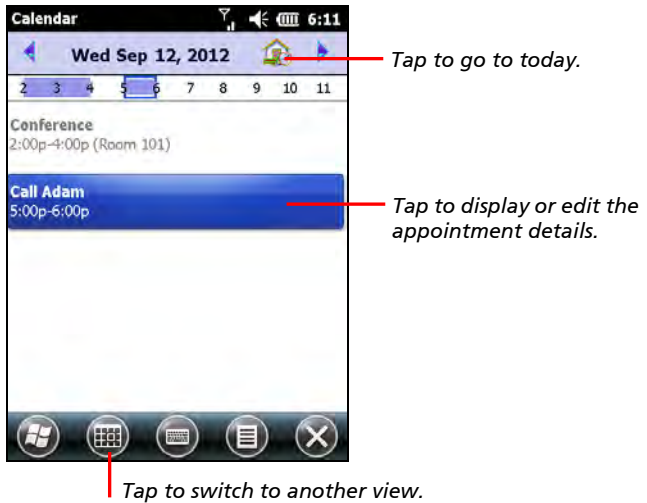 Calendar 6:11
Wed Sep 12, 2012
Tap to go to today.
2 3 4 5 6 7 8 9 10 11
Conference
2:00p-4:00p (Room 101)
Call Adam
5:00p-6:00p
Tap to display or edit the
appointment details.
Tap to switch to another view.